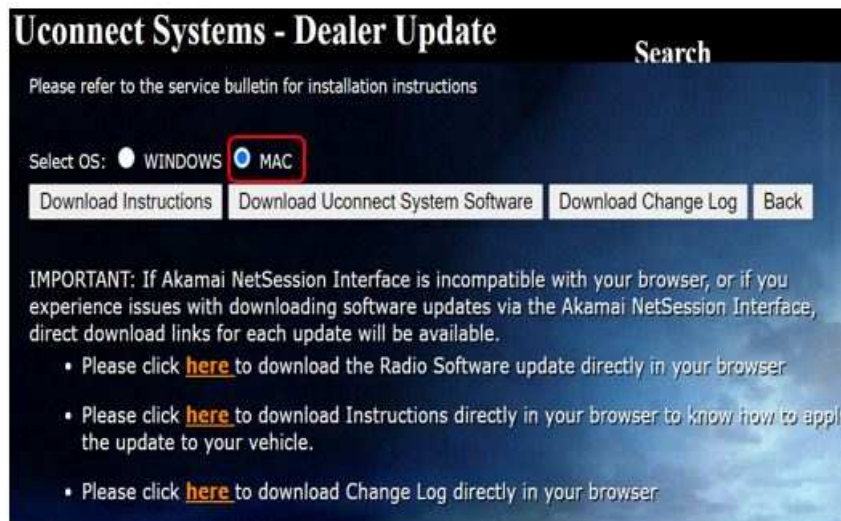 Uconnect Systems - Dealer Update
Search
Please refer to the service bulletin for installation instructions
Select OS: WINDOWS MAC
Download Instructions Download Uconnect System Software Download Change Log Back
IMPORTANT: If Akamai NetSession Interface is incompatible with your browser, or if you
experience issues with downloading software updates via the Akamai NetSession Interface,
direct download links for each update will be available.
• Please click here to download the Radio Software update directly in your browser
• Please click here to download Instructions directly in your browser to know how to appl
the update to your vehicle.
• Please click here to download Change Log directly in your browser